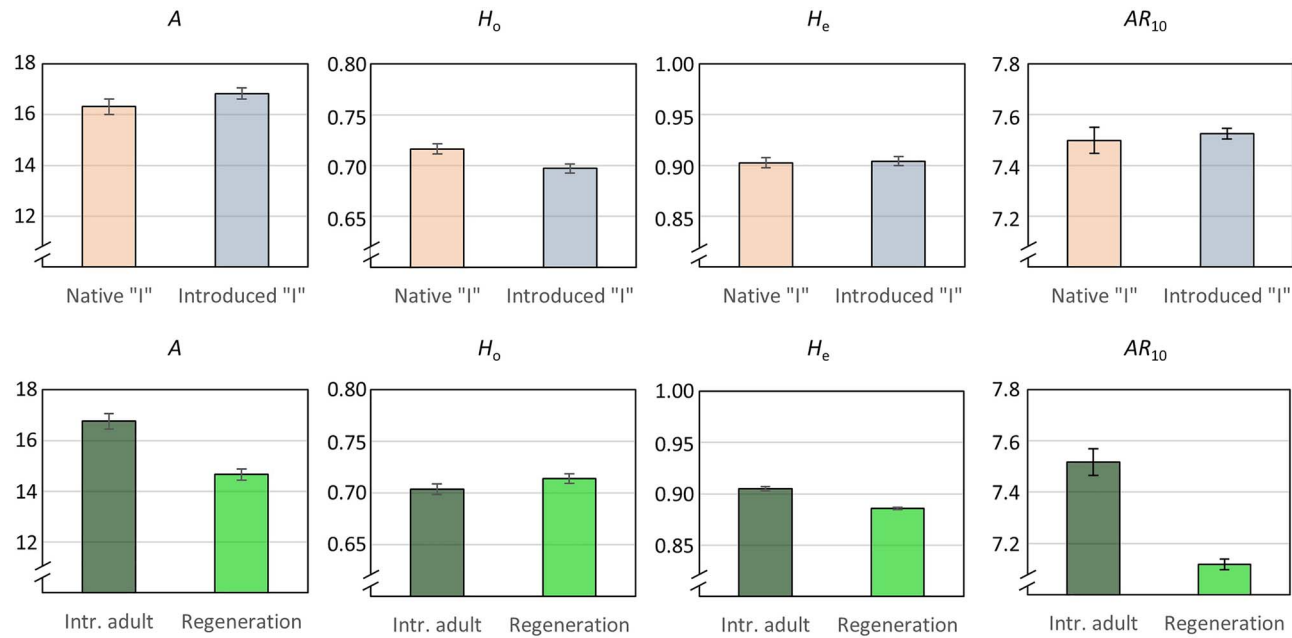 A
18
16
14
12
Native "I" Introduced "I"
H₀
0.80
0.75
0.70
0.65
Native "I" Introduced "I"
Hₑ
1.00
0.95
0.90
0.85
Native "I" Introduced "I"
AR₁₀
7.8
7.6
7.4
7.2
Native "I" Introduced "I"
A
18
16
14
12
Intr. adult Regeneration
H₀
0.80
0.75
0.70
0.65
Intr. adult Regeneration
Hₑ
1.00
0.95
0.90
0.85
Intr. adult Regeneration
AR₁₀
7.8
7.6
7.4
7.2
Intr. adult Regeneration